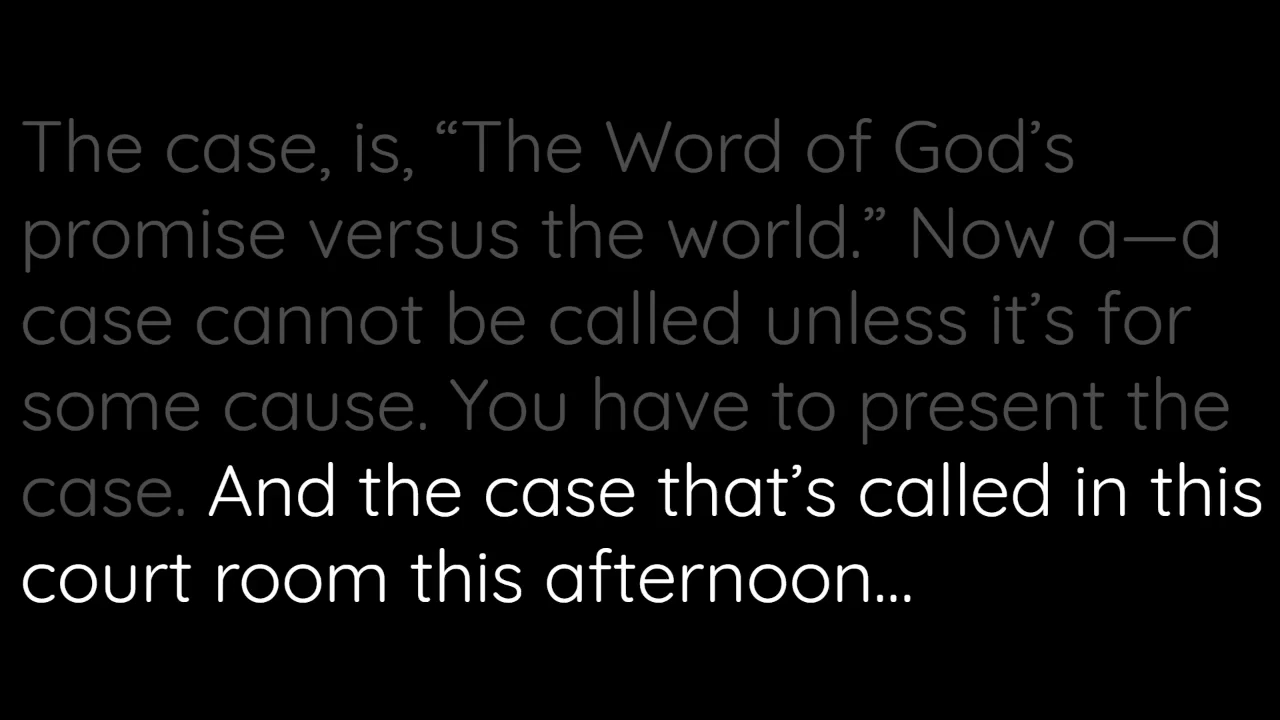 The case, is, “The Word of God’s
promise versus the world.” Now a—a
case cannot be called unless it’s for
some cause. You have to present the
case. And the case that’s called in this
court room this afternoon...